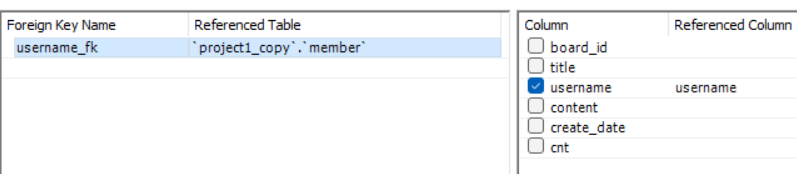 Foreign Key Name Referenced Table
username_fk `project1_copy`.`member`
Column Referenced Column
board_id
title
username username
content
create_date
cnt